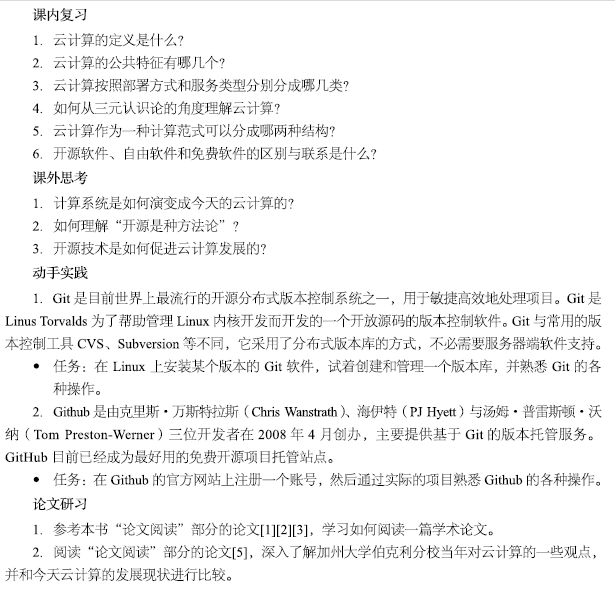 课内复习
1. 云计算的定义是什么？
2. 云计算的公共特征有哪几个？
3. 云计算按照部署方式和服务类型分别分成哪几类？
4. 如何从三元认识论的角度理解云计算？
5. 云计算作为一种计算范式可以分成哪两种结构？
6. 开源软件、自由软件和免费软件的区别与联系是什么？
课外思考
1. 计算系统是如何演变成今天的云计算的？
2. 如何理解“开源是种方法论”？
3. 开源技术是如何促进云计算发展的？
动手实践
1. Git 是目前世界上最流行的开源分布式版本控制系统之一，用于敏捷高效地处理项目。Git 是
Linus Torvalds 为了帮助管理 Linux 内核开发而开发的一个开放源码的版本控制软件。Git 与常用的版
本控制工具 CVS、Subversion 等不同，它采用了分布式版本库的方式，不必需要服务器端软件支持。
• 任务：在 Linux 上安装某个版本的 Git 软件，试着创建和管理一个版本库，并熟悉 Git 的各
种操作。
2. Github 是由克里斯·万斯特拉斯（Chris Wanstrath）、海伊特（PJ Hyett）与汤姆·普雷斯顿·沃
纳（Tom Preston-Werner）三位开发者在 2008 年 4 月创办，主要提供基于 Git 的版本托管服务。
GitHub 目前已经成为最好用的免费开源项目托管站点。
• 任务：在 Github 的官方网站上注册一个账号，然后通过实际的项目熟悉 Github 的各种操作。
论文研习
1. 参考本书“论文阅读”部分的论文[1][2][3]，学习如何阅读一篇学术论文。
2. 阅读“论文阅读”部分的论文[5]，深入了解加州大学伯克利分校当年对云计算的一些观点，
并和今天云计算的发展现状进行比较。